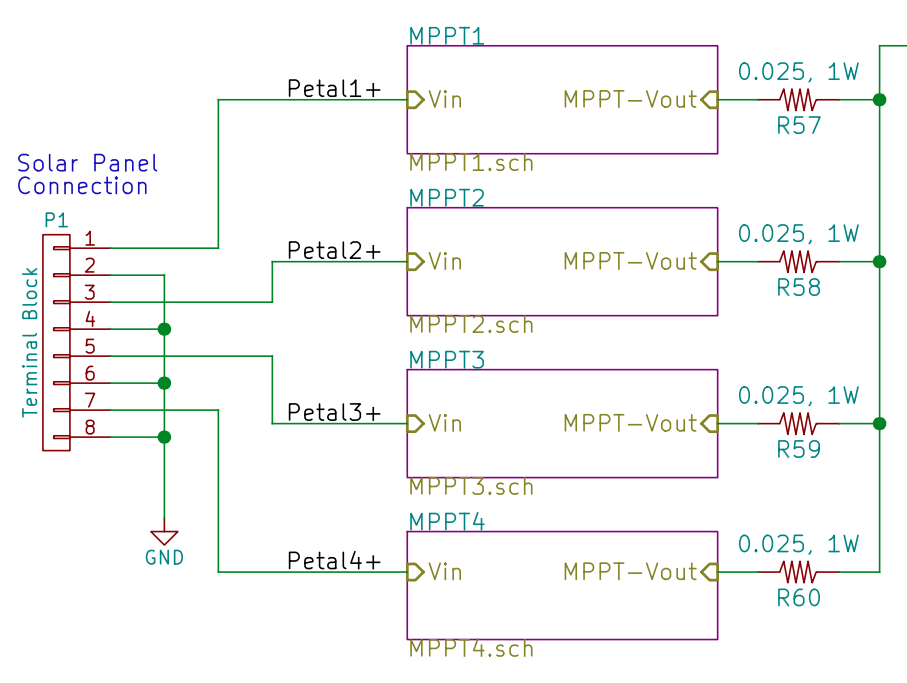 MPPT1
Petal1+
Vin
MPPT-Vout
0.025, 1W
R57
MPPT1.sch
Solar Panel
Connection
MPPT2
Petal2+
Vin
MPPT-Vout
0.025, 1W
R58
MPPT2.sch
P1
Terminal Block
1
2
3
4
5
6
7
8
GND
MPPT3
Petal3+
Vin
MPPT-Vout
0.025, 1W
R59
MPPT3.sch
MPPT4
Petal4+
Vin
MPPT-Vout
0.025, 1W
R60
MPPT4.sch